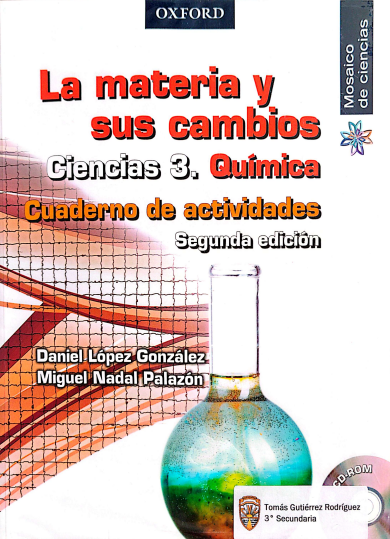 OXFORD
Mosaico
de ciencias
La materia y
sus cambios
Ciencias 3. Química
Cuaderno de actividades
Segunda edición
Daniel López González
Miguel Nadal Palazón
CD-ROM
Tomás Gutiérrez Rodríguez
3° Secundaria